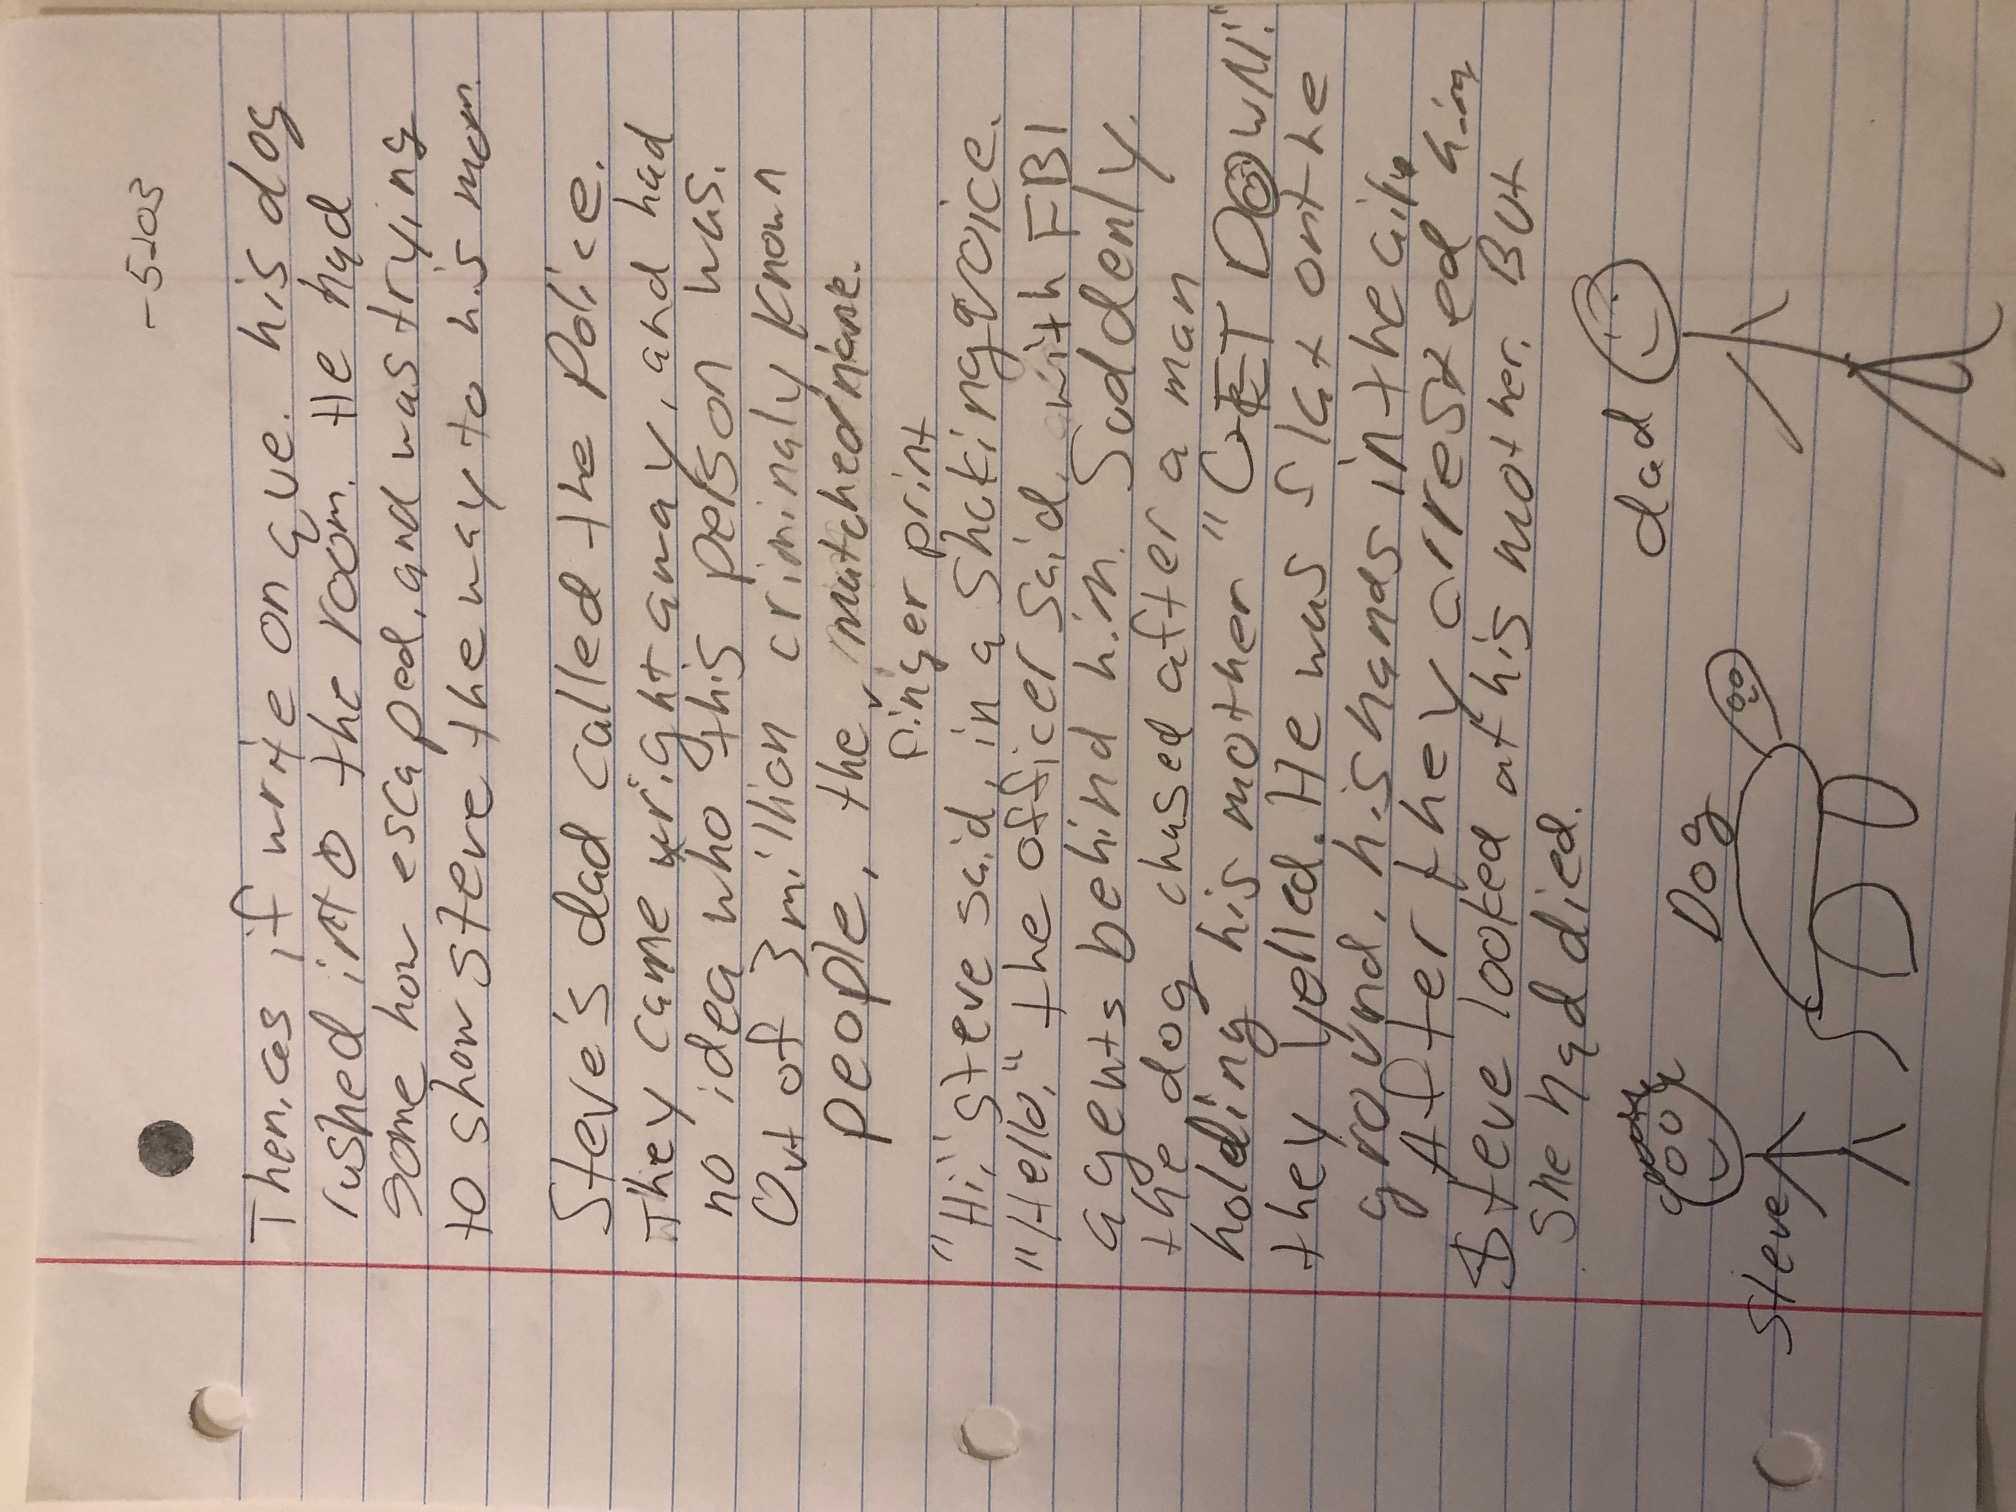 -5203
Then, as if write on que. his dog
rushed into the room. He had
some how escaped, and was trying
to show steve the way to his mom.
Steve's dad called the Police.
They came right away, and had
no idea who this person was.
Out of 3 million criminaly known
people, the matched name.
finger print
"Hi," steve said, in a shaking voice.
"Hello," the officer said, with FBI
agents behind him. Suddenly,
the dog chased after a man
holding his mother "GET DOWN!"
they yelled. He was flat on the
ground, his hands in the air.
After they arrested him
Steve looked at his mother. But
she had died.
dad
Dog
Steve